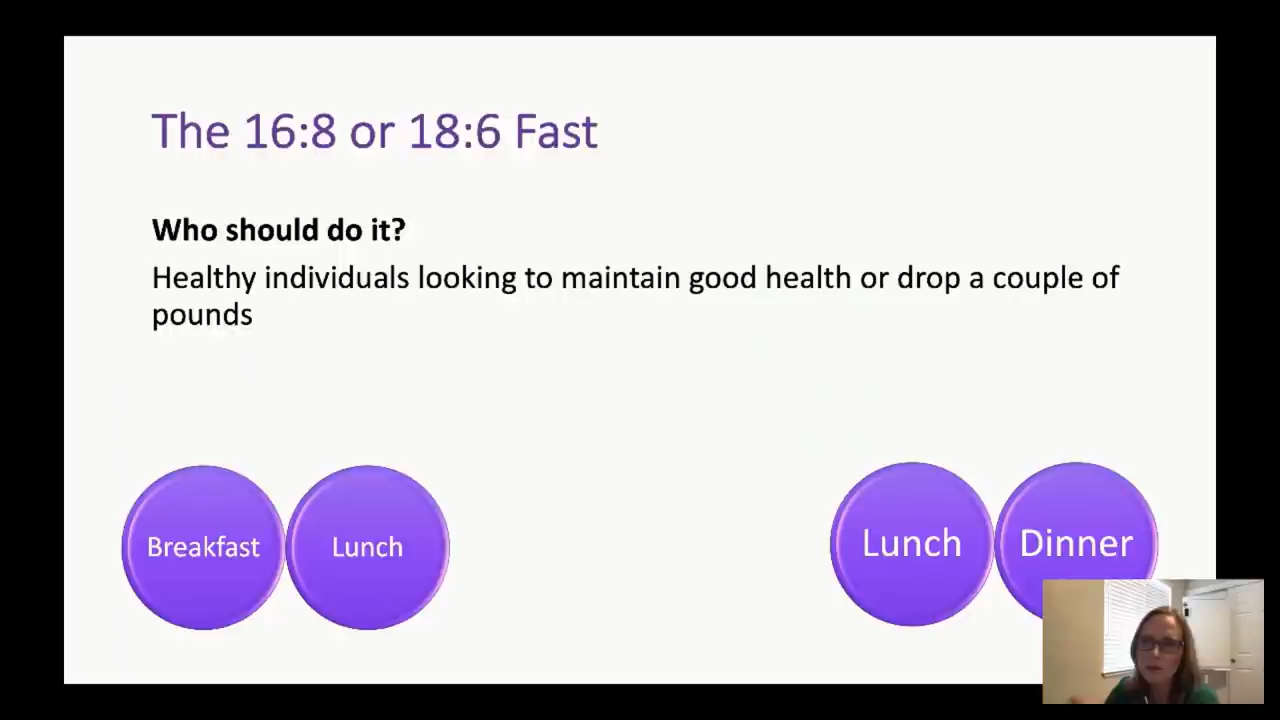 The 16:8 or 18:6 Fast
Who should do it?
Healthy individuals looking to maintain good health or drop a couple of
pounds
Breakfast
Lunch
Lunch
Dinner